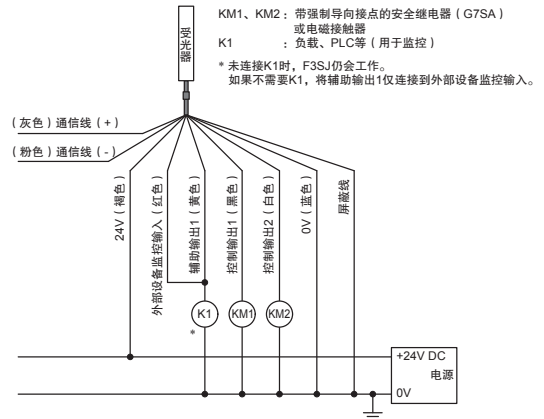 KM1、KM2：带强制导向接点的安全继电器（G7SA）
或电磁接触器
K1：负载、PLC等（用于监控）
* 未连接K1时，F3SJ仍会工作。
如果不需要K1，将辅助输出1仅连接到外部设备监控输入。
受光器
（灰色）通信线（+）
（粉色）通信线（-）
24V（褐色）
外部设备监控输入（红色）
辅助输出1（黄色）
控制输出1（黑色）
控制输出2（白色）
0V（蓝色）
屏蔽线
K1
KM1
KM2
*
+24V DC
电源
0V